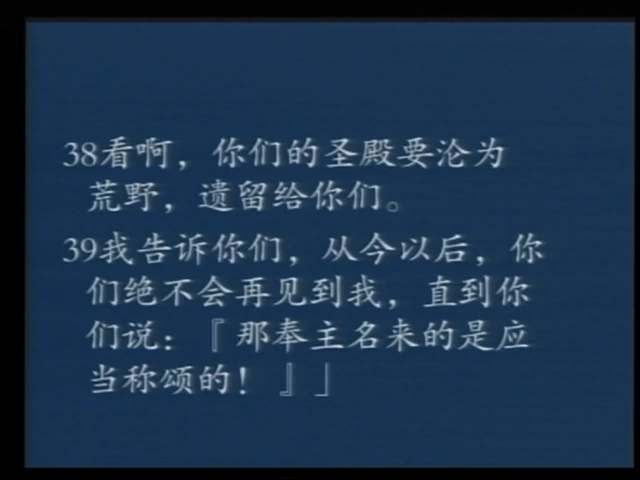 38看啊，你们的圣殿要沦为
荒野，遗留给你们。
39我告诉你们，从今以后，你
们绝不会再见到我，直到你
们说：『那奉主名来的是应
当称颂的！』」